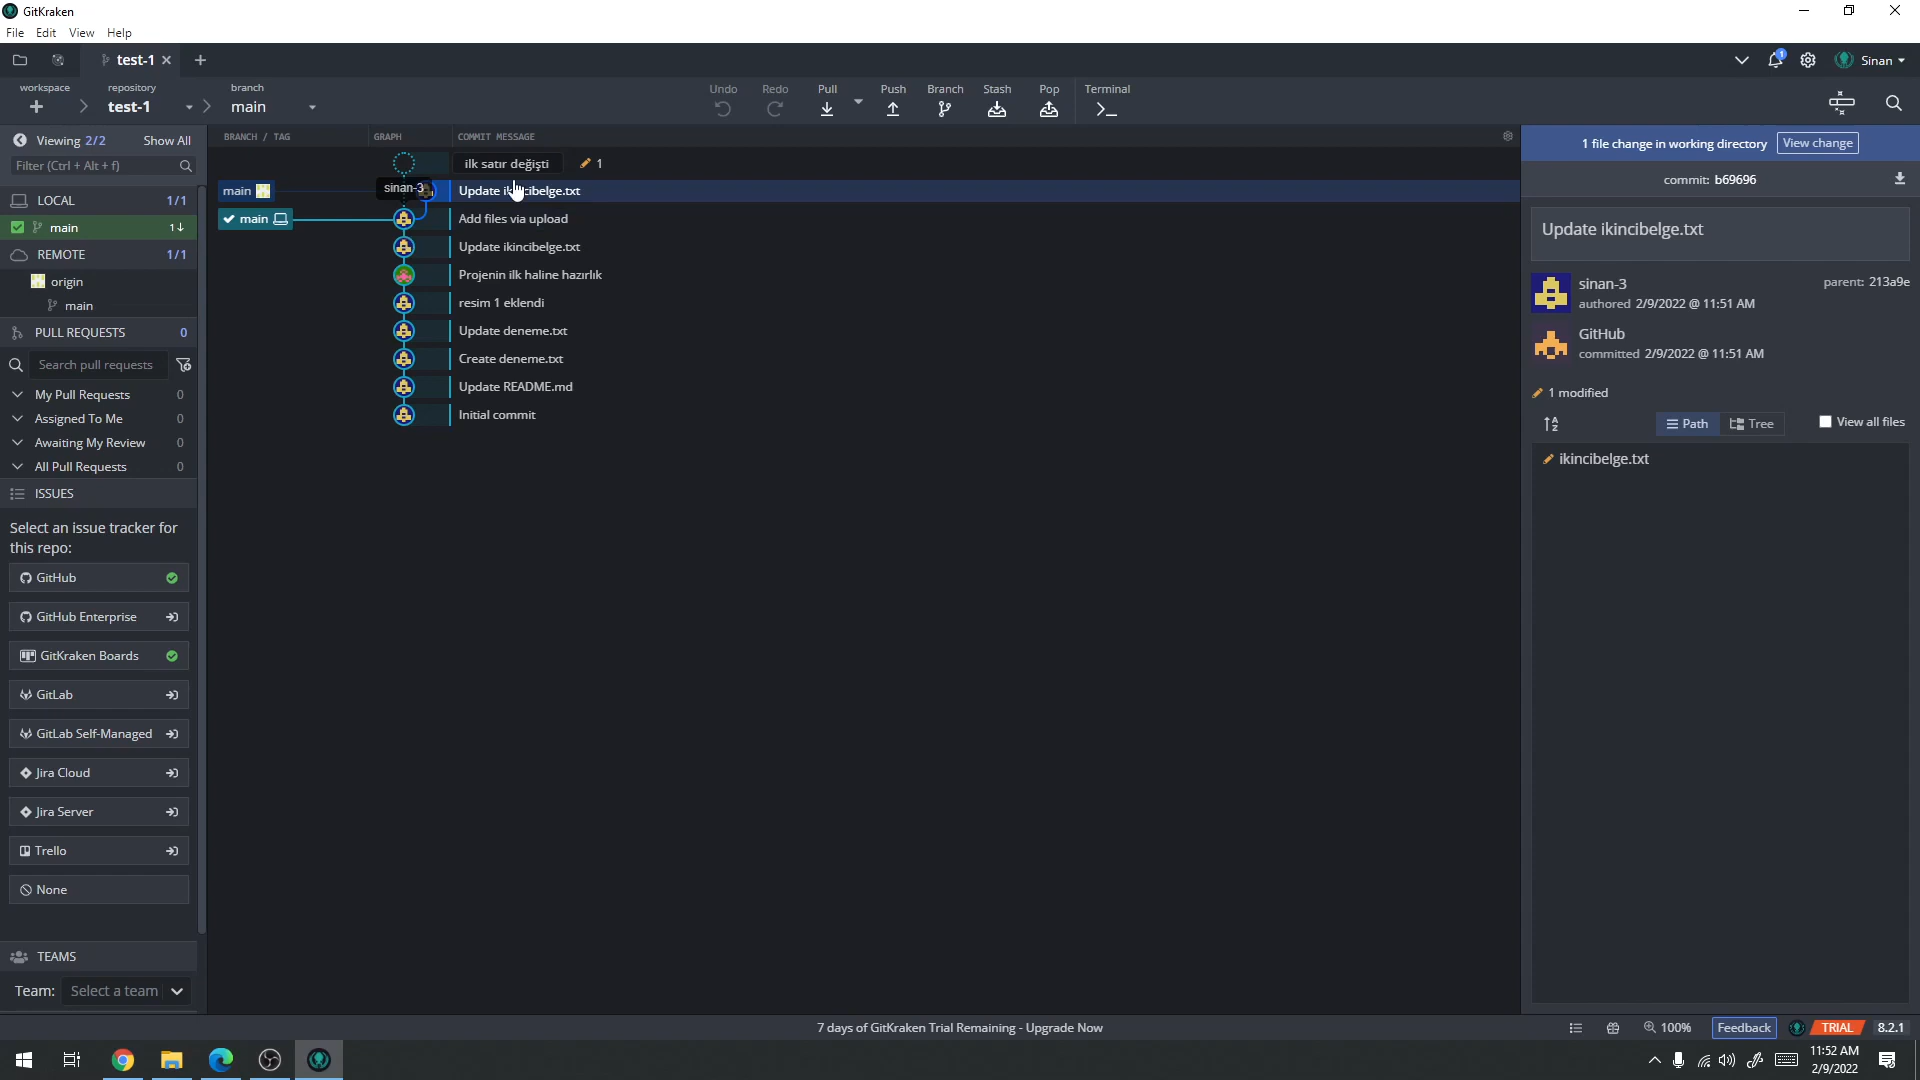 GitKraken
File Edit View Help
test-1
Sinan
workspace
repository
test-1
branch
main
Undo
Redo
Pull
Push
Branch
Stash
Pop
Terminal
Viewing 2/2 Show All
Filter (Ctrl + Alt + f)
LOCAL 1/1
main 1↓
REMOTE 1/1
origin
main
PULL REQUESTS 0
Search pull requests
My Pull Requests 0
Assigned To Me 0
Awaiting My Review 0
All Pull Requests 0
ISSUES
Select an issue tracker for
this repo:
GitHub
GitHub Enterprise
GitKraken Boards
GitLab
GitLab Self-Managed
Jira Cloud
Jira Server
Trello
None
TEAMS
Team: Select a team
BRANCH / TAG GRAPH COMMIT MESSAGE
ilk satır değişti 1
main sinan-3
main Add files via upload
Update ikincibelge.txt
Projenin ilk haline hazırlık
resim 1 eklendi
Update deneme.txt
Create deneme.txt
Update README.md
Initial commit
1 file change in working directory View change
commit: b69696
Update ikincibelge.txt
sinan-3 parent: 213a9e
authored 2/9/2022 @ 11:51 AM
GitHub
committed 2/9/2022 @ 11:51 AM
1 modified
Path Tree View all files
ikincibelge.txt
7 days of GitKraken Trial Remaining - Upgrade Now
100% Feedback TRIAL 8.2.1
11:52 AM
2/9/2022